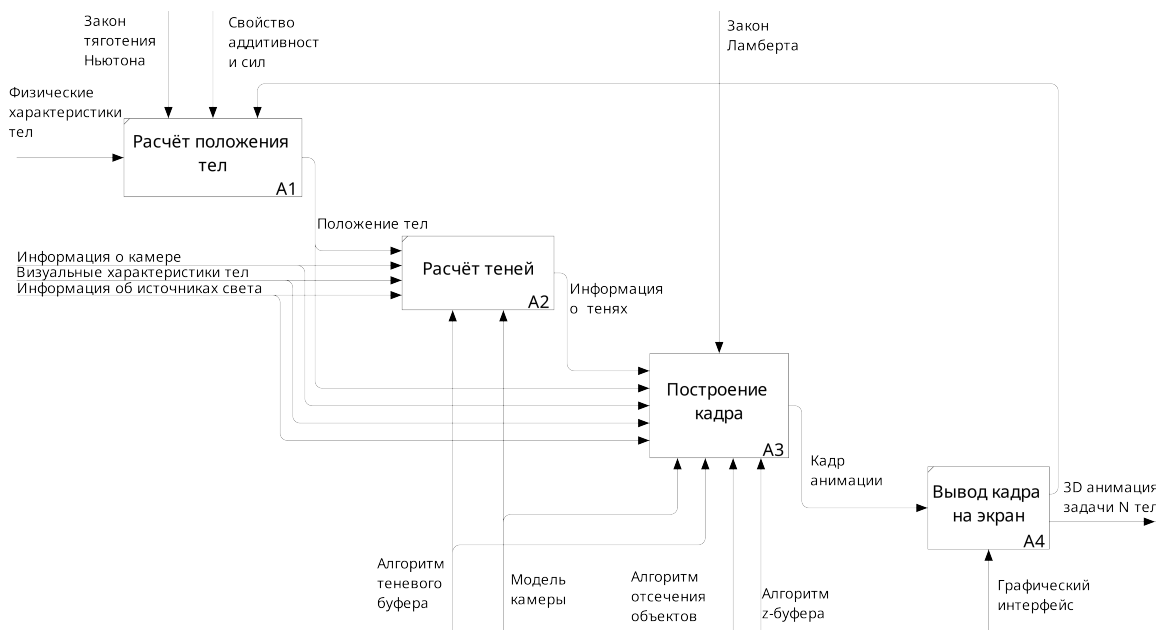 Закон
тяготения
Ньютона
Свойство
аддитивност
и сил
Закон
Ламберта
Физические
характеристики
тел
Расчёт положения
тел
A1
Положение тел
Информация о камере
Визуальные характеристики тел
Информация об источниках света
Расчёт теней
A2
Информация
о тенях
Построение
кадра
A3
Кадр
анимации
Вывод кадра
на экран
A4
3D анимация
задачи N тел
Алгоритм
теневого
буфера
Модель
камеры
Алгоритм
отсечения
объектов
Алгоритм
z-буфера
Графический
интерфейс